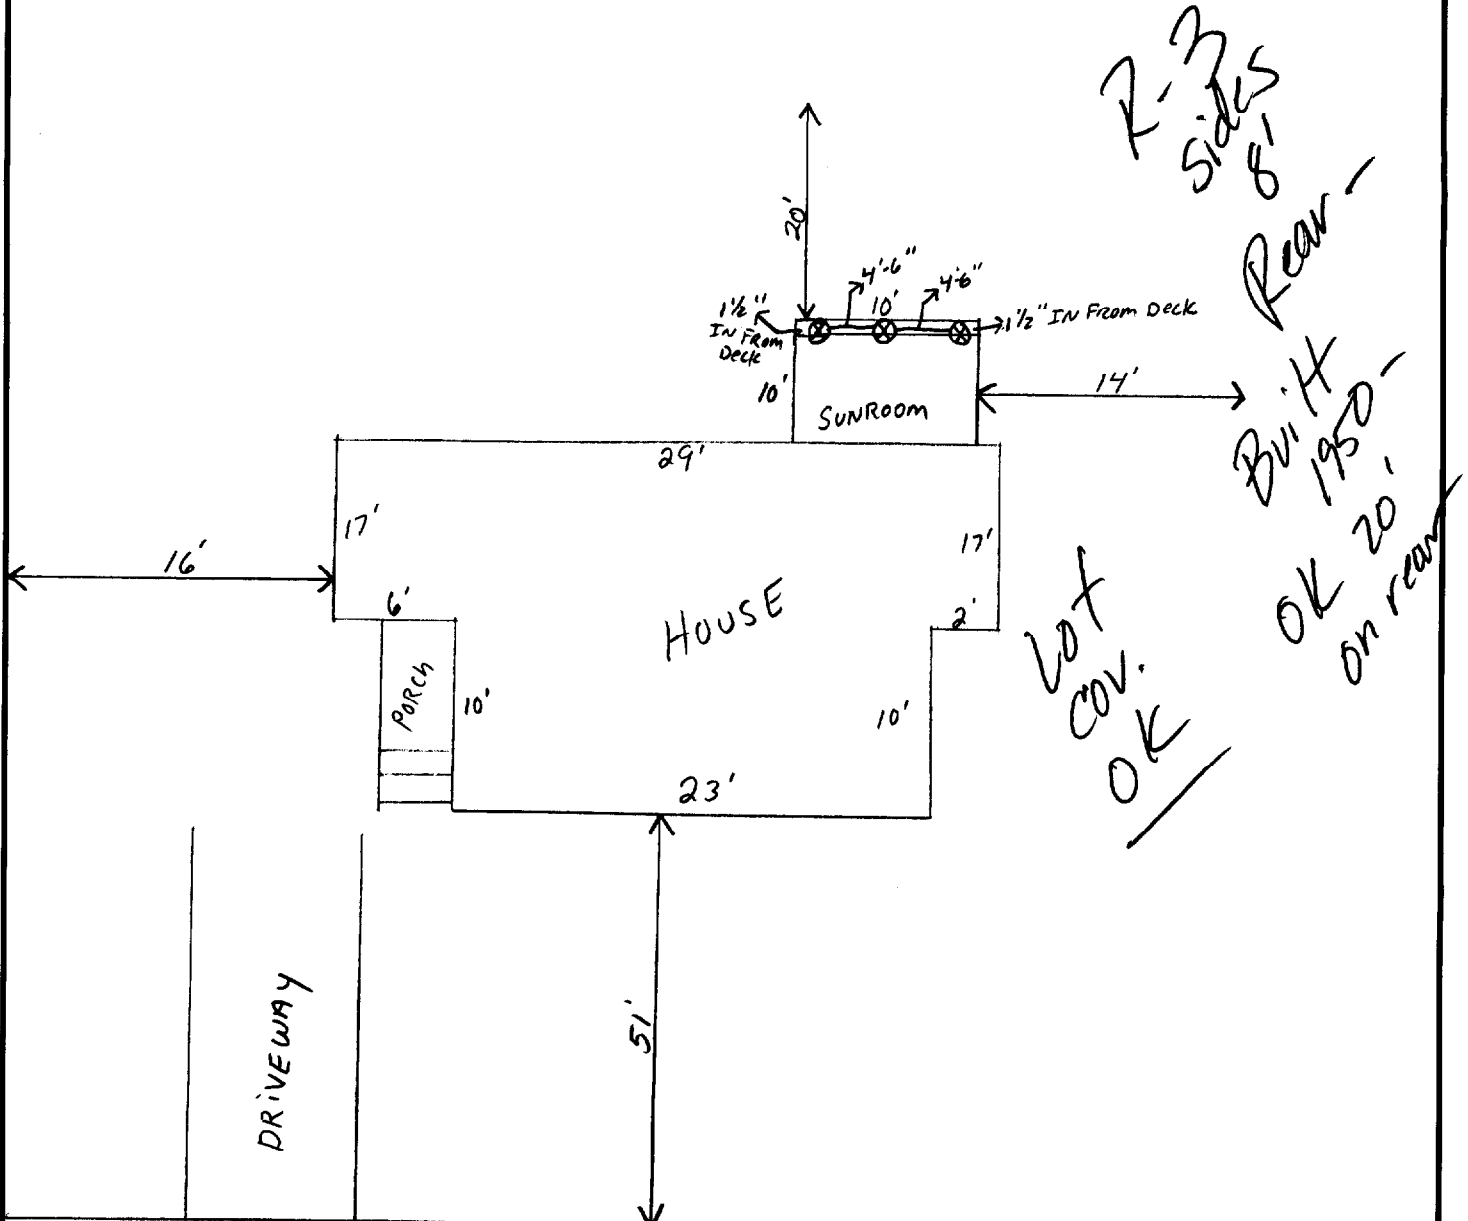 R-3
sides
8'
Rear-
20'
4'-6"
4'6"
10'
1½"
IN From
Deck
1½" IN From Deck
10'
SUNROOM
14'
Built
1950-
OK 20'
on rear
29'
17'
17'
16'
6'
2'
HOUSE
Lot
cov.
OK
PORCH
10'
10'
23'
51'
DRiVEWAY